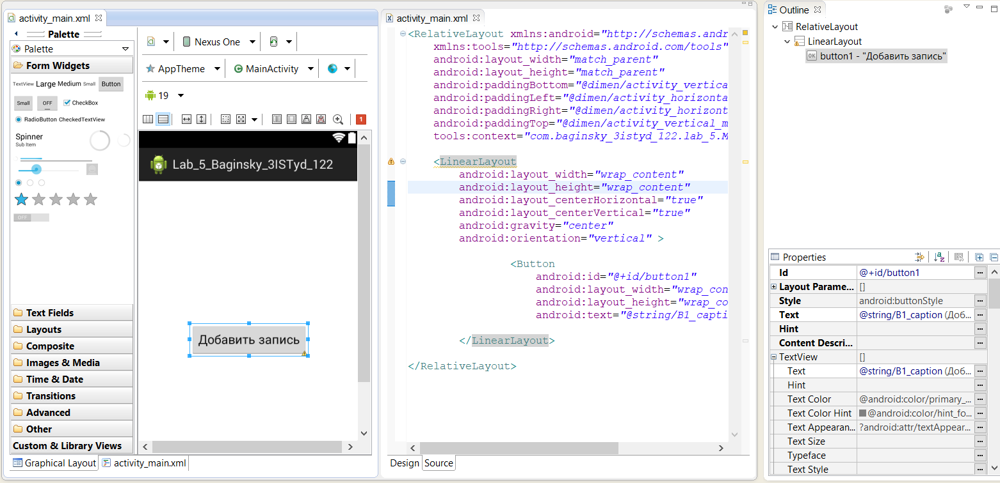 activity_main.xml
Palette
Palette
Form Widgets
TextView Large Medium Small Button
Small OFF CheckBox
RadioButton CheckedTextView
Spinner
Sub Item
OFF
Text Fields
Layouts
Composite
Images & Media
Time & Date
Transitions
Advanced
Other
Custom & Library Views
Graphical Layout activity_main.xml
Nexus One
AppTheme MainActivity
19
1
Lab_5_Baginsky_3ISTyd_122
Добавить запись
activity_main.xml
<RelativeLayout xmlns:android="http://schemas.andr
xmlns:tools="http://schemas.android.com/tools"
android:layout_width="match_parent"
android:layout_height="match_parent"
android:paddingBottom="@dimen/activity_vertica
android:paddingLeft="@dimen/activity_horizonta
android:paddingRight="@dimen/activity_horizont
android:paddingTop="@dimen/activity_vertical_m
tools:context="com.baginsky_3istyd_122.lab_5.M
<LinearLayout
android:layout_width="wrap_content"
android:layout_height="wrap_content"
android:layout_centerHorizontal="true"
android:layout_centerVertical="true"
android:gravity="center"
android:orientation="vertical" >
<Button
android:id="@+id/button1"
android:layout_width="wrap_con
android:layout_height="wrap_co
android:text="@string/B1_capti
</LinearLayout>
</RelativeLayout>
Design Source
Outline
RelativeLayout
LinearLayout
OK button1 - "Добавить запись"
Properties
Id @+id/button1
Layout Parame... []
Style android:buttonStyle
Text @string/B1_caption (Доб...
Hint
Content Descri...
TextView []
Text @string/B1_caption (Доб...
Hint
Text Color @android:color/primary_...
Text Color Hint @android:color/hint_fo...
Text Appearan... ?android:attr/textAppear...
Text Size
Typeface
Text Style